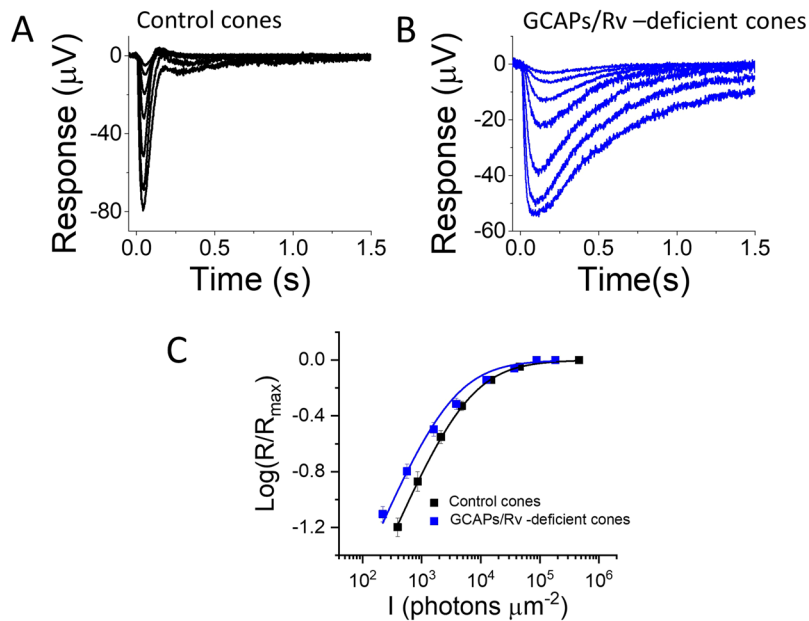 A
Control cones
Response (μV)
0
-40
-80
0.0 0.5 1.0 1.5
Time (s)
B
GCAPs/Rv –deficient cones
Response (μV)
0
-20
-40
-60
0.0 0.5 1.0 1.5
Time(s)
C
Log(R/Rmax)
0.0
-0.4
-0.8
-1.2
Control cones
GCAPs/Rv -deficient cones
10² 10³ 10⁴ 10⁵ 10⁶
I (photons μm⁻²)